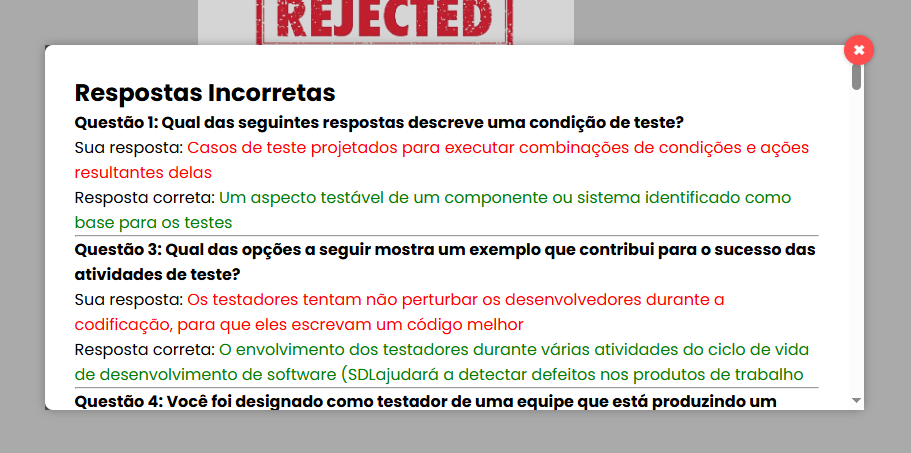 REJECTED
Respostas Incorretas
Questão 1: Qual das seguintes respostas descreve uma condição de teste?
Sua resposta: Casos de teste projetados para executar combinações de condições e ações
resultantes delas
Resposta correta: Um aspecto testável de um componente ou sistema identificado como
base para os testes
Questão 3: Qual das opções a seguir mostra um exemplo que contribui para o sucesso das
atividades de teste?
Sua resposta: Os testadores tentam não perturbar os desenvolvedores durante a
codificação, para que eles escrevam um código melhor
Resposta correta: O envolvimento dos testadores durante várias atividades do ciclo de vida
de desenvolvimento de software (SDLajudará a detectar defeitos nos produtos de trabalho
Questão 4: Você foi designado como testador de uma equipe que está produzindo um